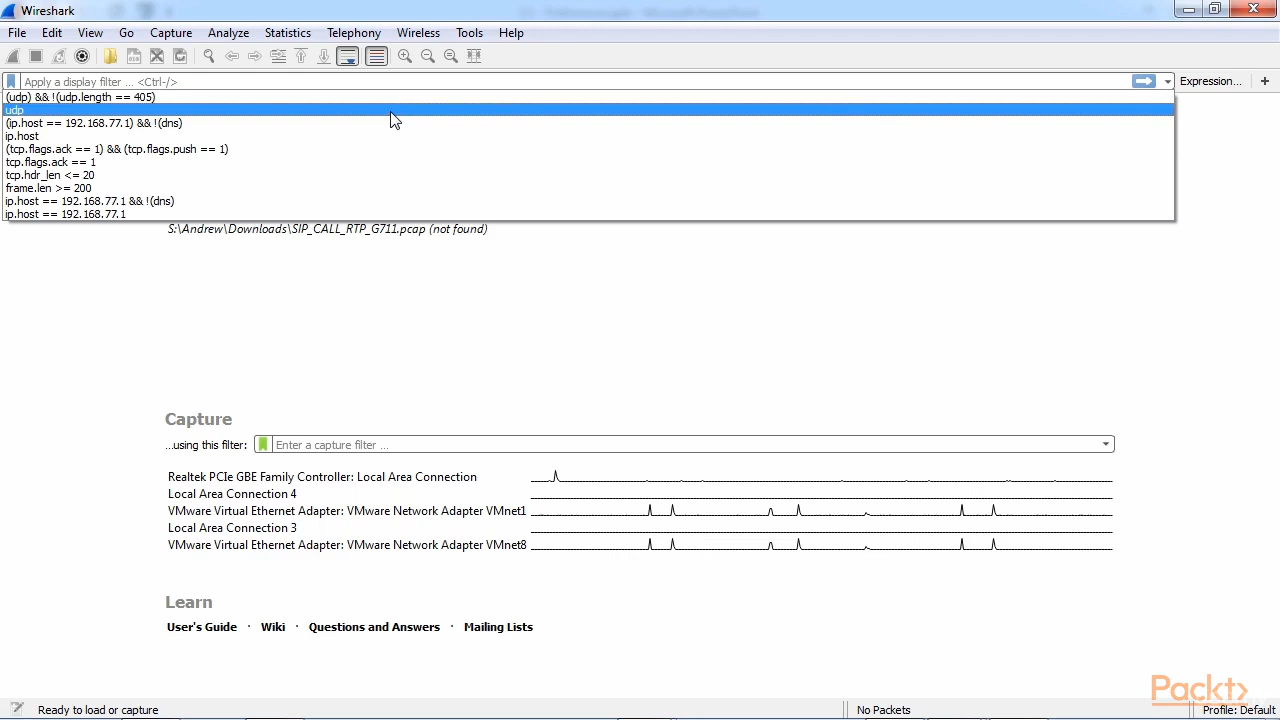 Wireshark
File Edit View Go Capture Analyze Statistics Telephony Wireless Tools Help
Apply a display filter ... <Ctrl-/>
Expression... +
(udp) && !(udp.length == 405)
udp
(ip.host == 192.168.77.1) && !(dns)
ip.host
(tcp.flags.ack == 1) && (tcp.flags.push == 1)
tcp.flags.ack == 1
tcp.hdr_len <= 20
frame.len >= 200
ip.host == 192.168.77.1 && !(dns)
ip.host == 192.168.77.1
S:\Andrew\Downloads\SIP_CALL_RTP_G711.pcap (not found)
Capture
...using this filter: Enter a capture filter ...
Realtek PCIe GBE Family Controller: Local Area Connection
Local Area Connection 4
VMware Virtual Ethernet Adapter: VMware Network Adapter VMnet1
Local Area Connection 3
VMware Virtual Ethernet Adapter: VMware Network Adapter VMnet8
Learn
User's Guide · Wiki · Questions and Answers · Mailing Lists
Packt>
Ready to load or capture
No Packets
Profile: Default